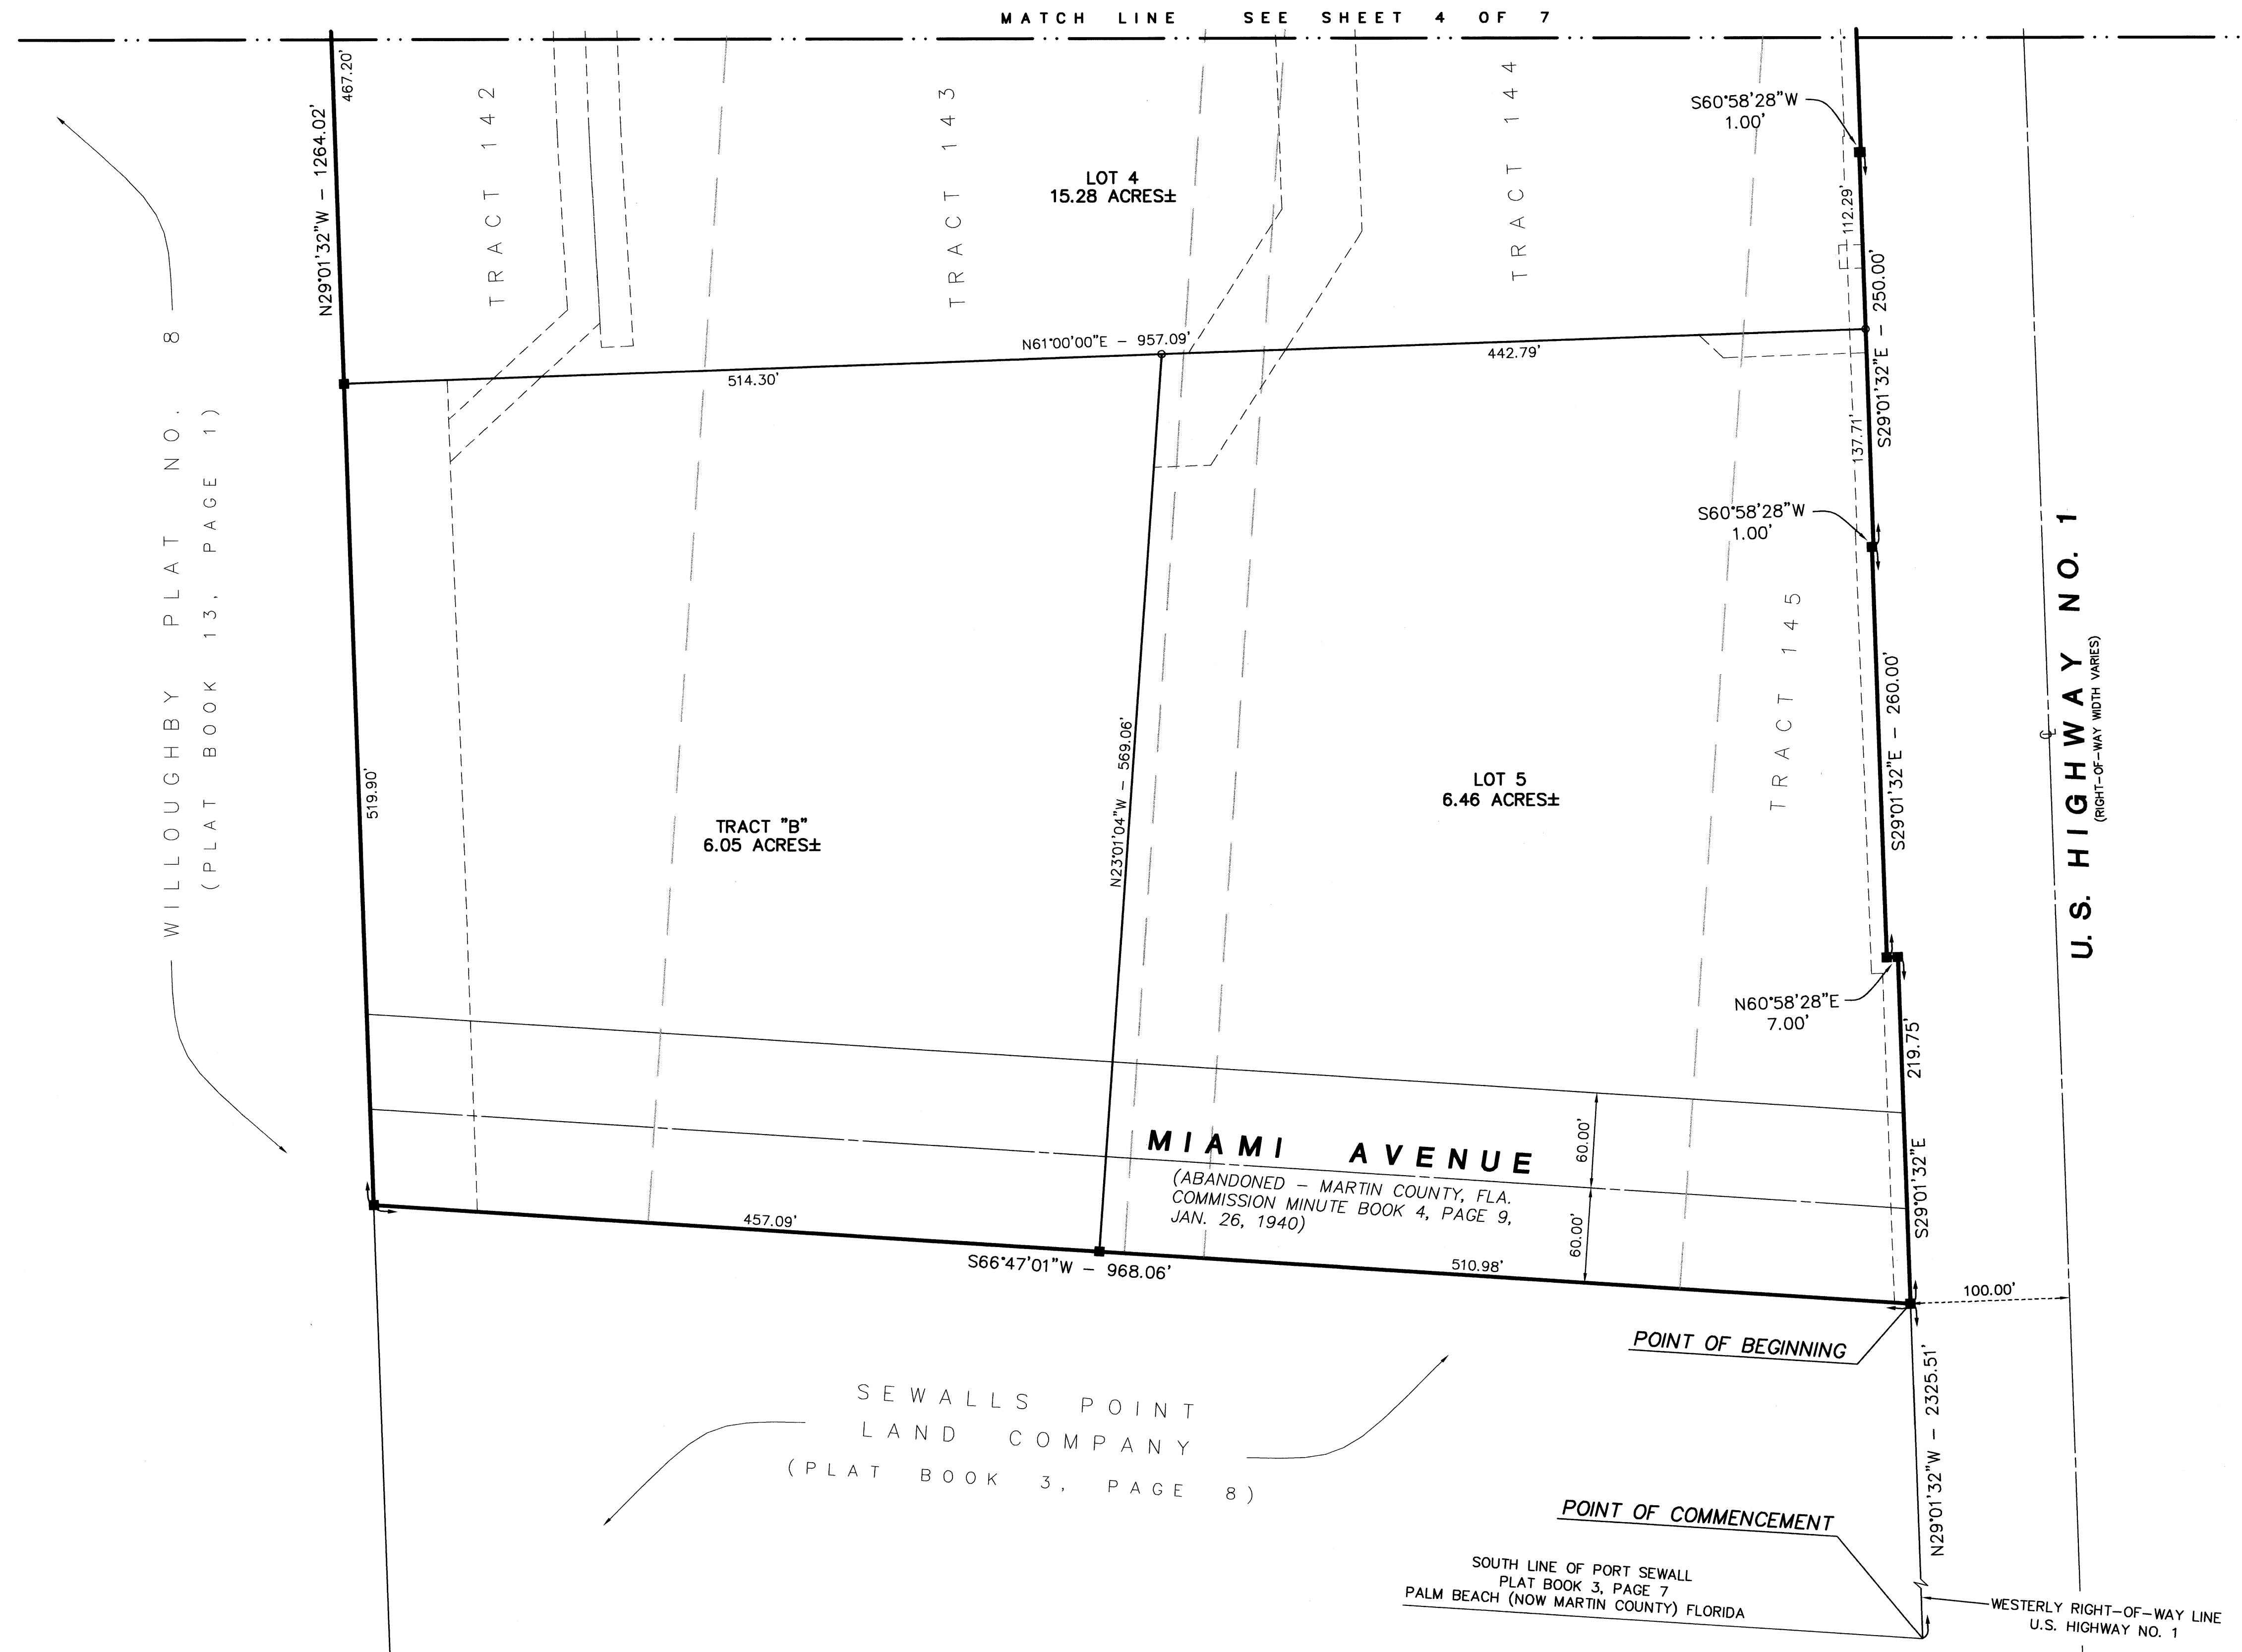 MATCH LINE SEE SHEET 4 OF 7
467.20'
N29°01'32"W – 1264.02'
TRACT 142
TRACT 143
TRACT 144
LOT 4
15.28 ACRES±
S60°58'28"W
1.00'
112.29'
S29°01'32"E – 250.00'
N61°00'00"E – 957.09'
514.30'
442.79'
137.71'
S60°58'28"W
1.00'
WILLOUGHBY PLAT NO. 8
(PLAT BOOK 13, PAGE 1)
519.90'
TRACT "B"
6.05 ACRES±
N23°01'04"W – 569.06'
LOT 5
6.46 ACRES±
TRACT 145
S29°01'32"E – 260.00'
U.S. HIGHWAY NO. 1
(RIGHT–OF–WAY WIDTH VARIES)
N60°58'28"E
7.00'
219.75'
S29°01'32"E
MIAMI AVENUE
(ABANDONED – MARTIN COUNTY, FLA.
COMMISSION MINUTE BOOK 4, PAGE 9,
JAN. 26, 1940)
60.00'
60.00'
457.09'
S66°47'01"W – 968.06'
510.98'
100.00'
POINT OF BEGINNING
N29°01'32"W – 2325.51'
SEWALLS POINT
LAND COMPANY
(PLAT BOOK 3, PAGE 8)
POINT OF COMMENCEMENT
SOUTH LINE OF PORT SEWALL
PLAT BOOK 3, PAGE 7
PALM BEACH (NOW MARTIN COUNTY) FLORIDA
WESTERLY RIGHT–OF–WAY LINE
U.S. HIGHWAY NO. 1